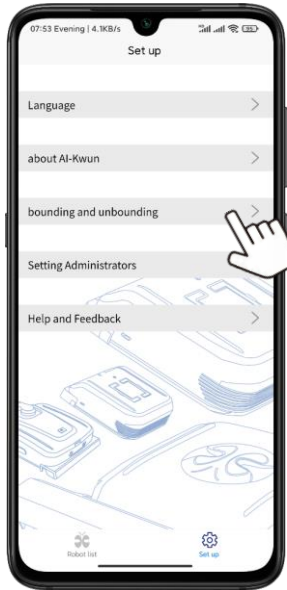 07:53 Evening | 4.1KB/s
Set up
Language
about AI-Kwun
bounding and unbounding
Setting Administrators
Help and Feedback
Robot list
Set up